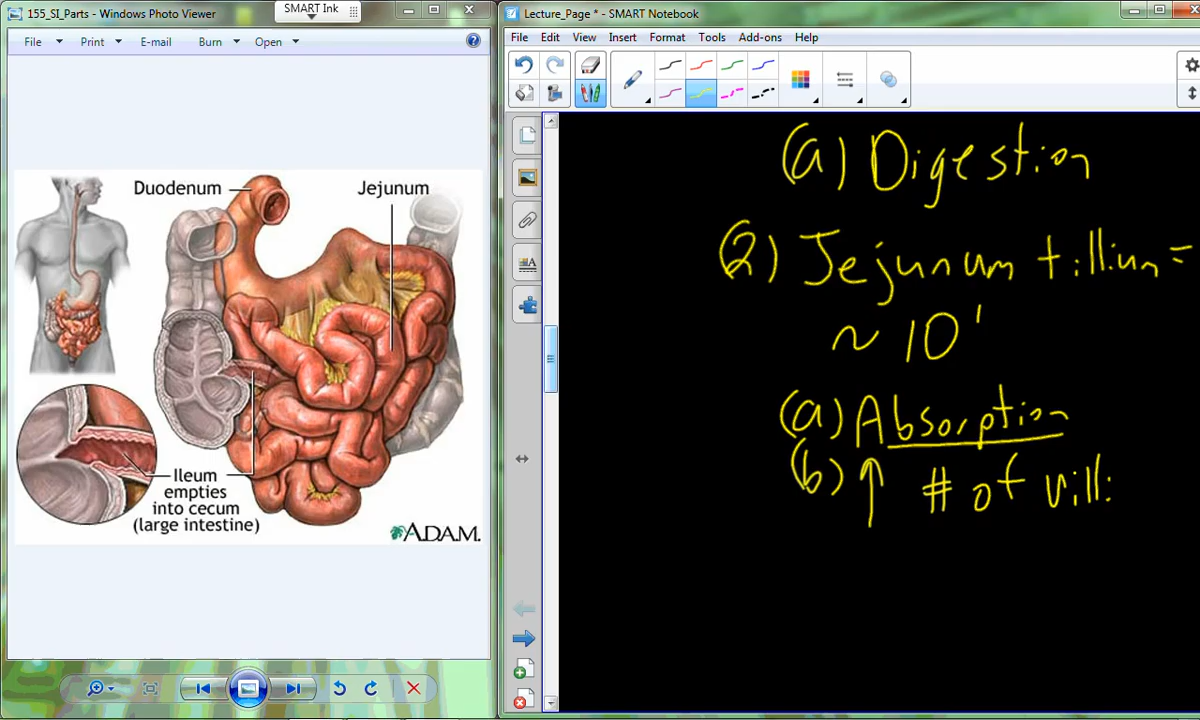 155_SI_Parts - Windows Photo Viewer
SMART Ink
File Print E-mail Burn Open
Duodenum
Jejunum
Ileum
empties
into cecum
(large intestine)
A.D.A.M.
Lecture_Page * - SMART Notebook
File Edit View Insert Format Tools Add-ons Help
(a) Digestion
(2) Jejunum + illium =
~ 10'
(a) Absorption
(b) ↑ # of villi